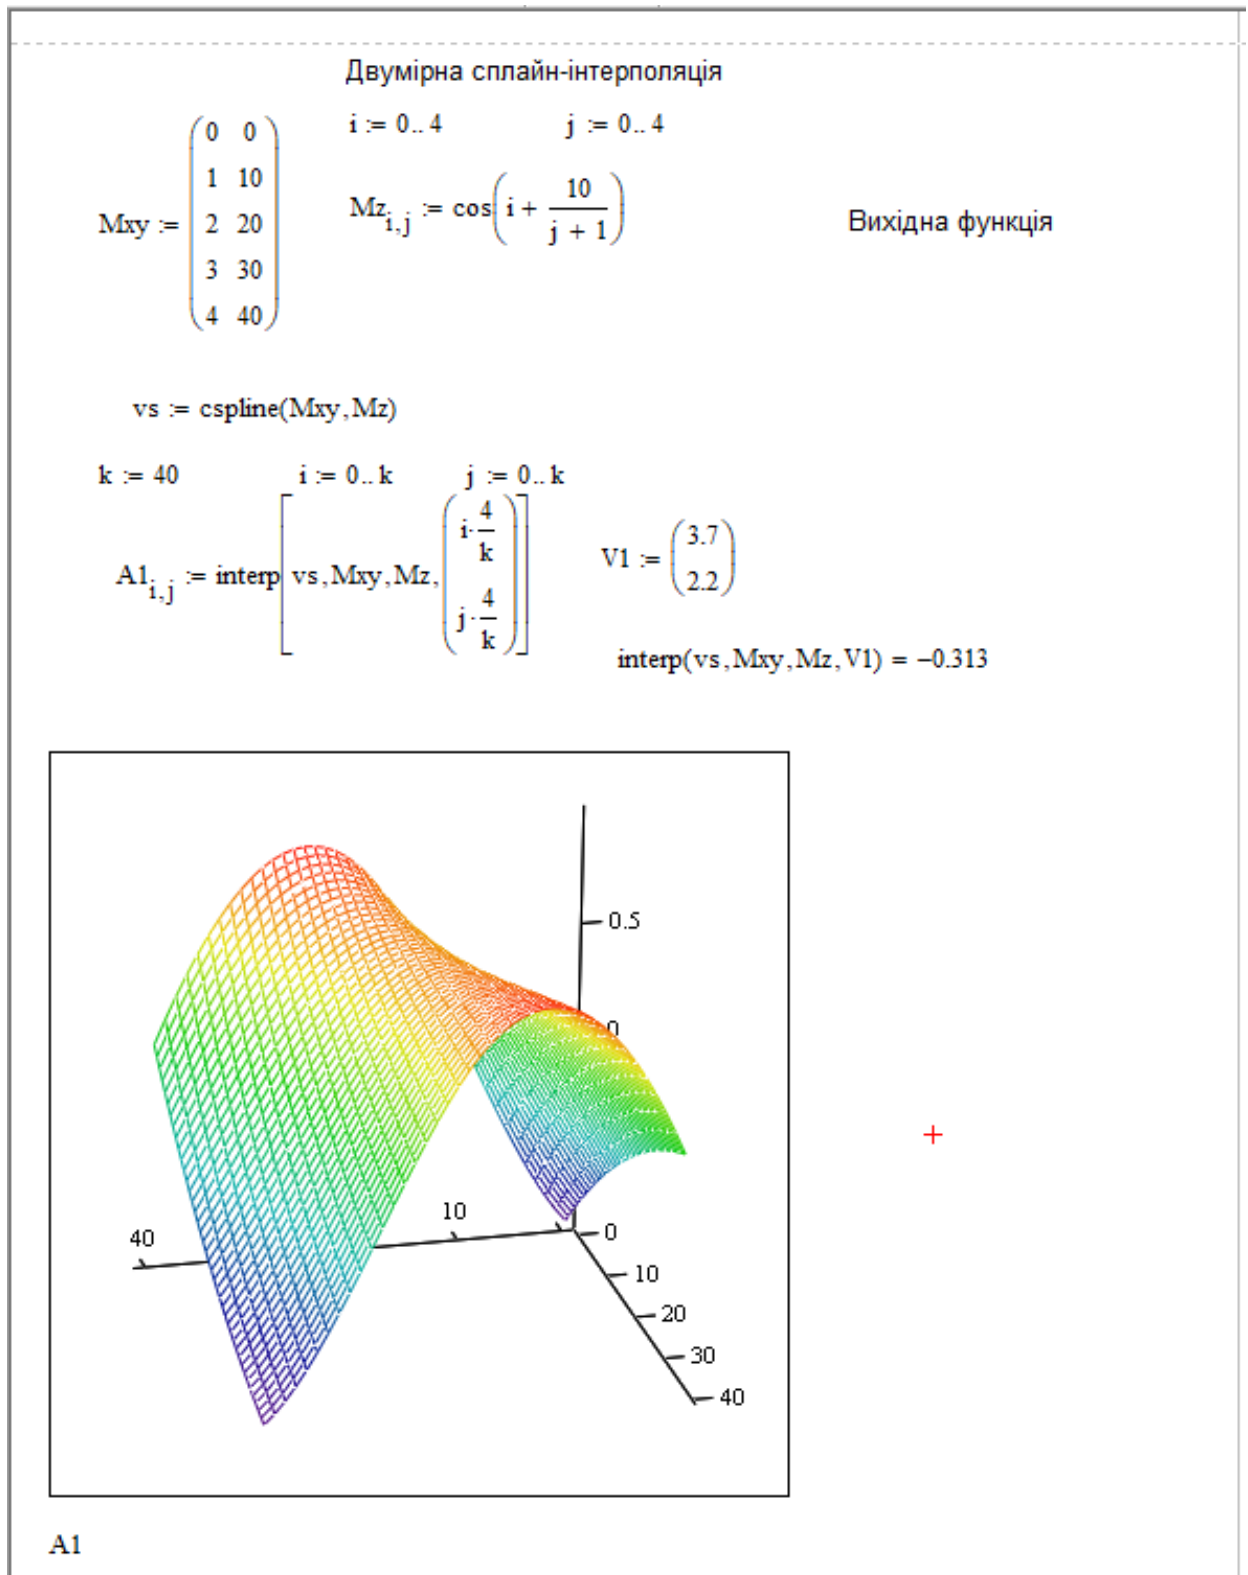 Двумірна сплайн-інтерполяція
i := 0.. 4 j := 0.. 4
Mxy := ( 0 0
1 10
2 20
3 30
4 40 )
Mz i,j := cos( i + 10 / (j + 1) )
Вихідна функція
vs := cspline(Mxy,Mz)
k := 40 i := 0.. k j := 0.. k
A1 i,j := interp[ vs,Mxy,Mz, ( i· 4/k
j· 4/k ) ]
V1 := ( 3.7
2.2 )
interp(vs,Mxy,Mz,V1) = −0.313
0.5
0
10
40
0
10
20
30
40
A1